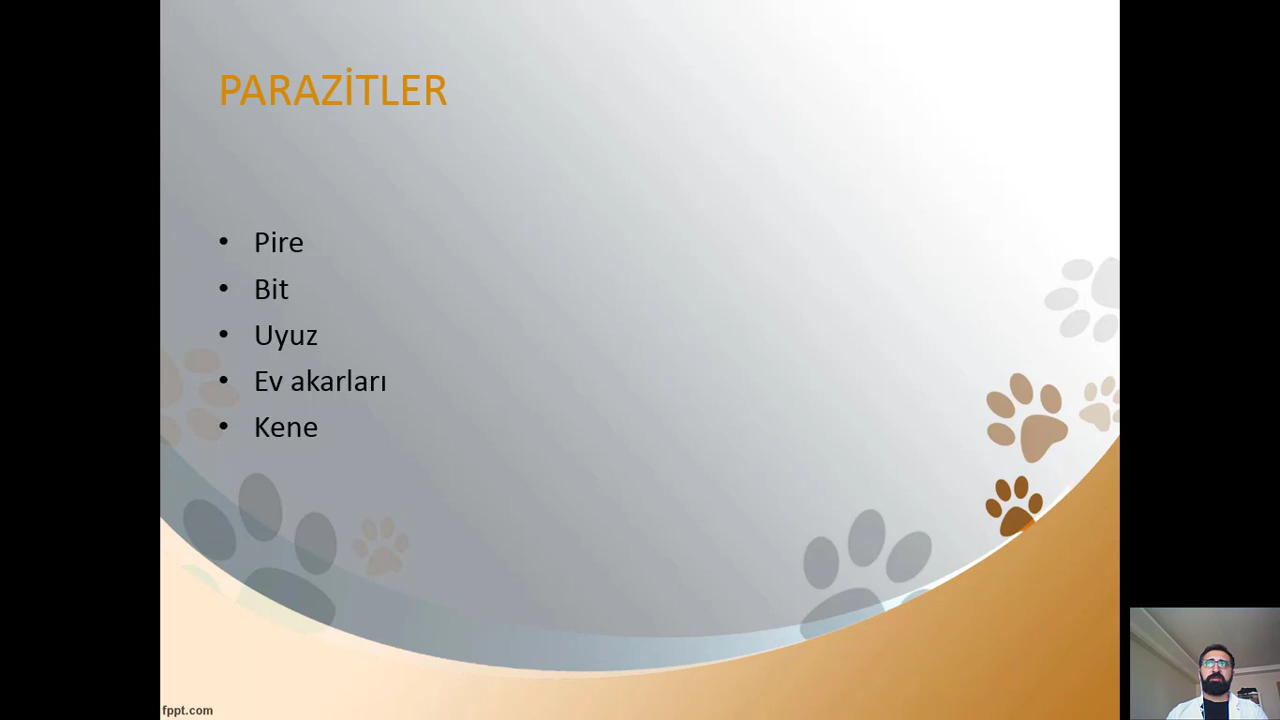 PARAZİTLER
• Pire
• Bit
• Uyuz
• Ev akarları
• Kene
fppt.com